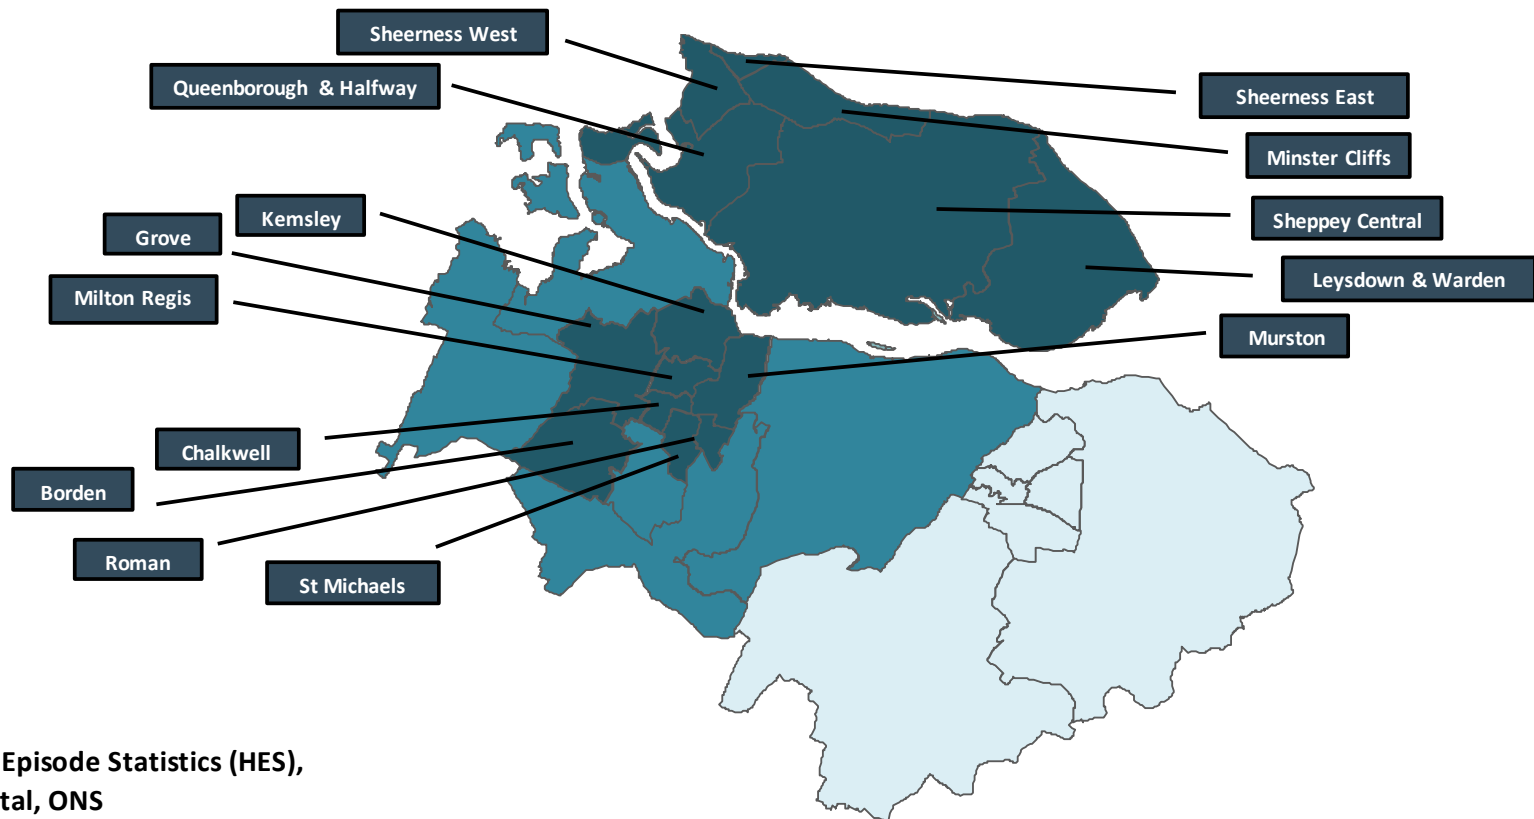 Sheerness West
Queenborough & Halfway
Sheerness East
Minster Cliffs
Kemsley
Grove
Sheppey Central
Milton Regis
Leysdown & Warden
Murston
Chalkwell
Borden
Roman
St Michaels
Episode Statistics (HES),
tal, ONS